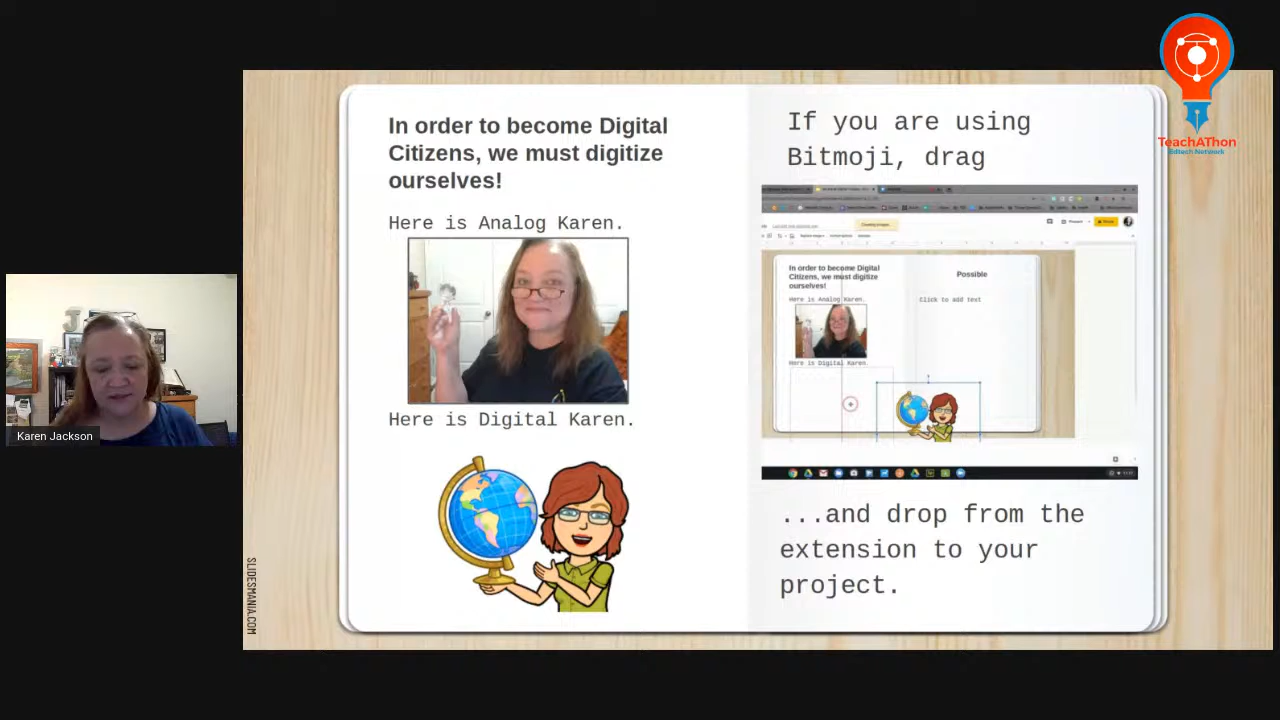 TeachAThon
Edtech Network
In order to become Digital
Citizens, we must digitize
ourselves!
Here is Analog Karen.
Here is Digital Karen.
If you are using
Bitmoji, drag
In order to become Digital
Citizens, we must digitize
ourselves!
Here is Analog Karen.
Here is Digital Karen.
Possible
Click to add text
...and drop from the
extension to your
project.
Karen Jackson
SLIDESMANIA.COM